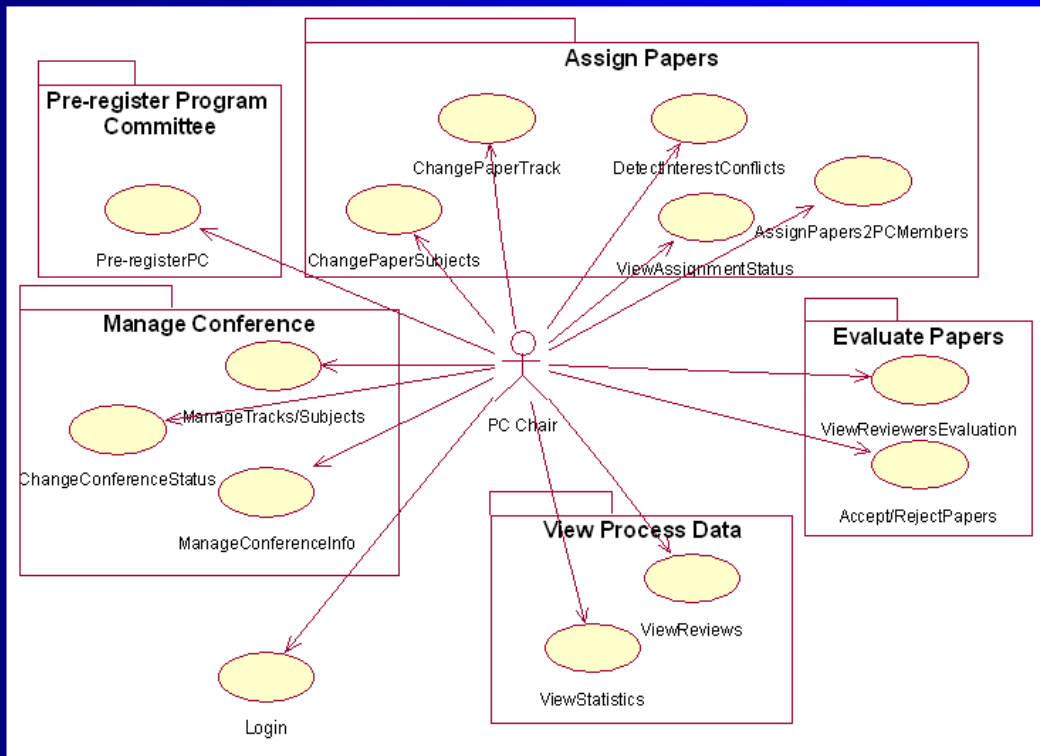 Assign Papers
Pre-register Program
Committee
ChangePaperTrack
DetectInterestConflicts
AssignPapers2PCMembers
Pre-registerPC
ChangePaperSubjects
ViewAssignmentStatus
Manage Conference
Evaluate Papers
ManageTracks/Subjects
PC Chair
ViewReviewersEvaluation
ChangeConferenceStatus
Accept/RejectPapers
ManageConferenceInfo
View Process Data
ViewReviews
ViewStatistics
Login